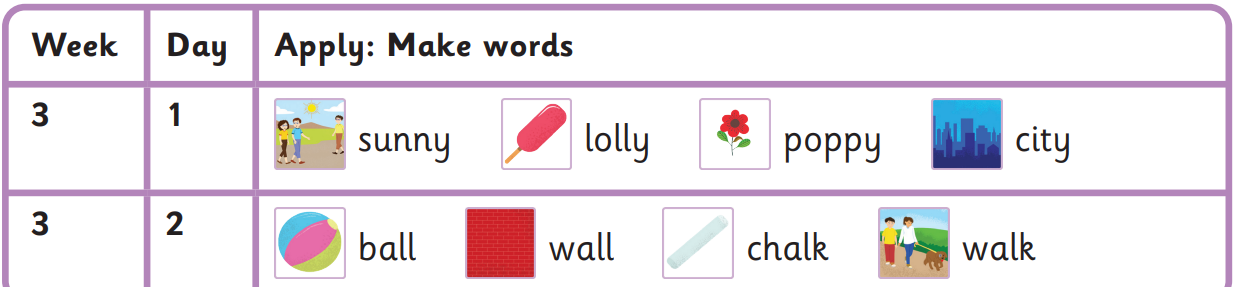 Week Day Apply: Make words
3 1 sunny lolly poppy city
3 2 ball wall chalk walk